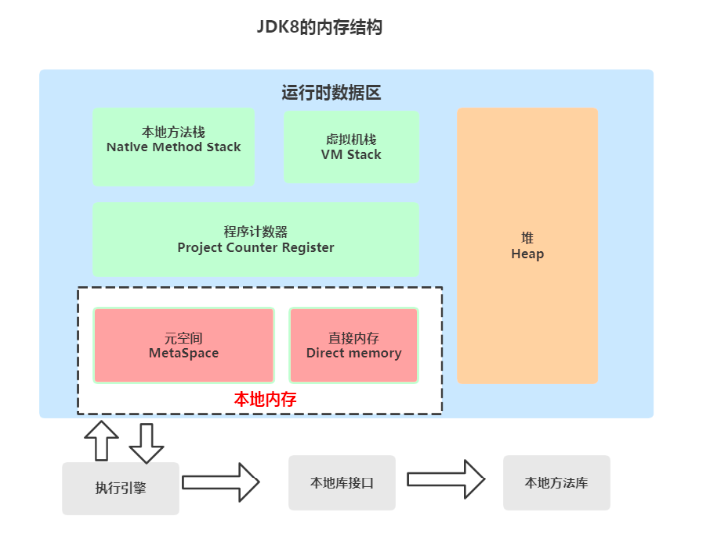 JDK8的内存结构
运行时数据区
本地方法栈
Native Method Stack
虚拟机栈
VM Stack
程序计数器
Project Counter Register
堆
Heap
元空间
MetaSpace
直接内存
Direct memory
本地内存
执行引擎
本地库接口
本地方法库